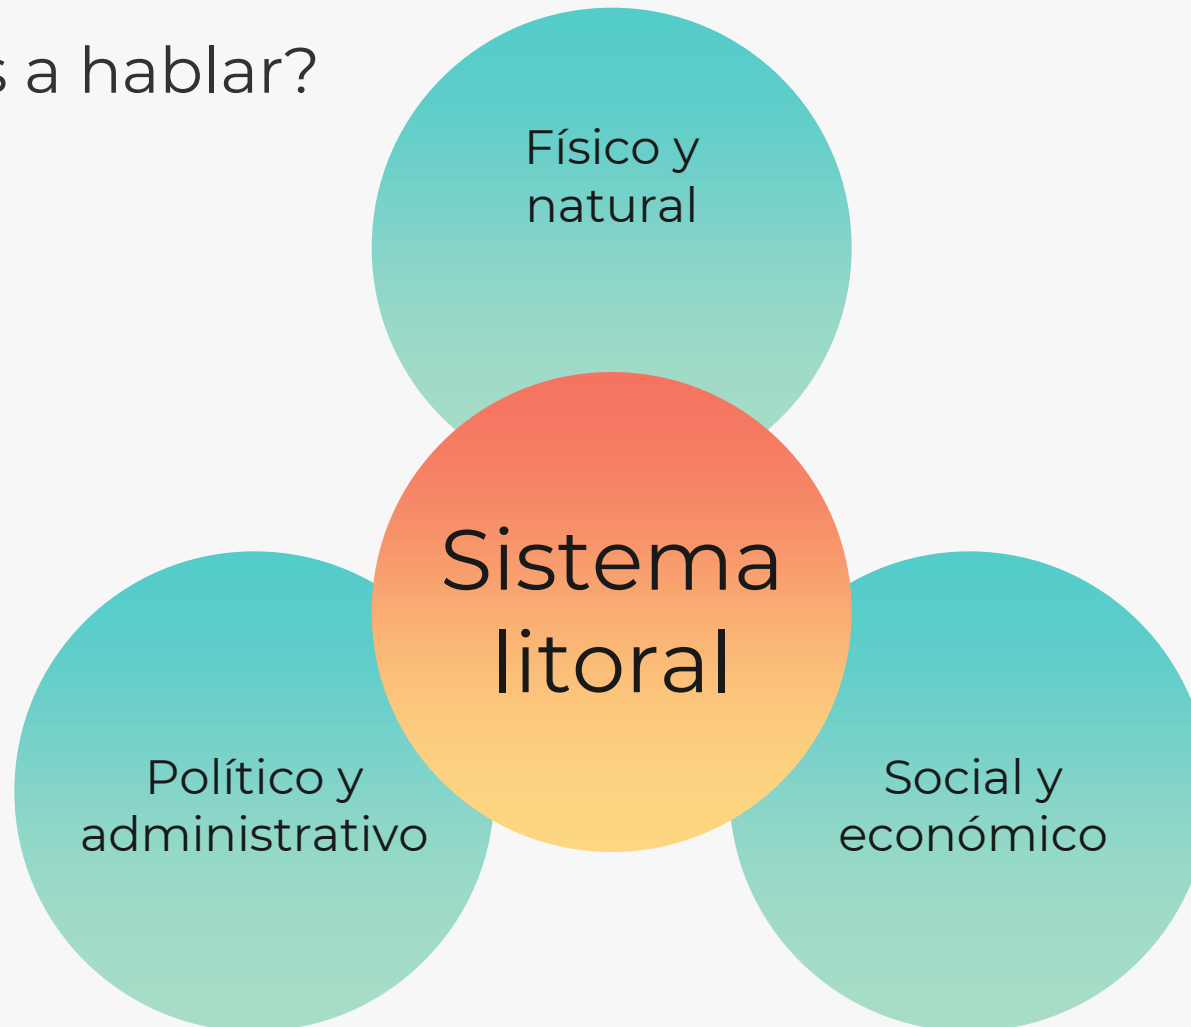 s a hablar?
Físico y
natural
Sistema
litoral
Político y
administrativo
Social y
económico